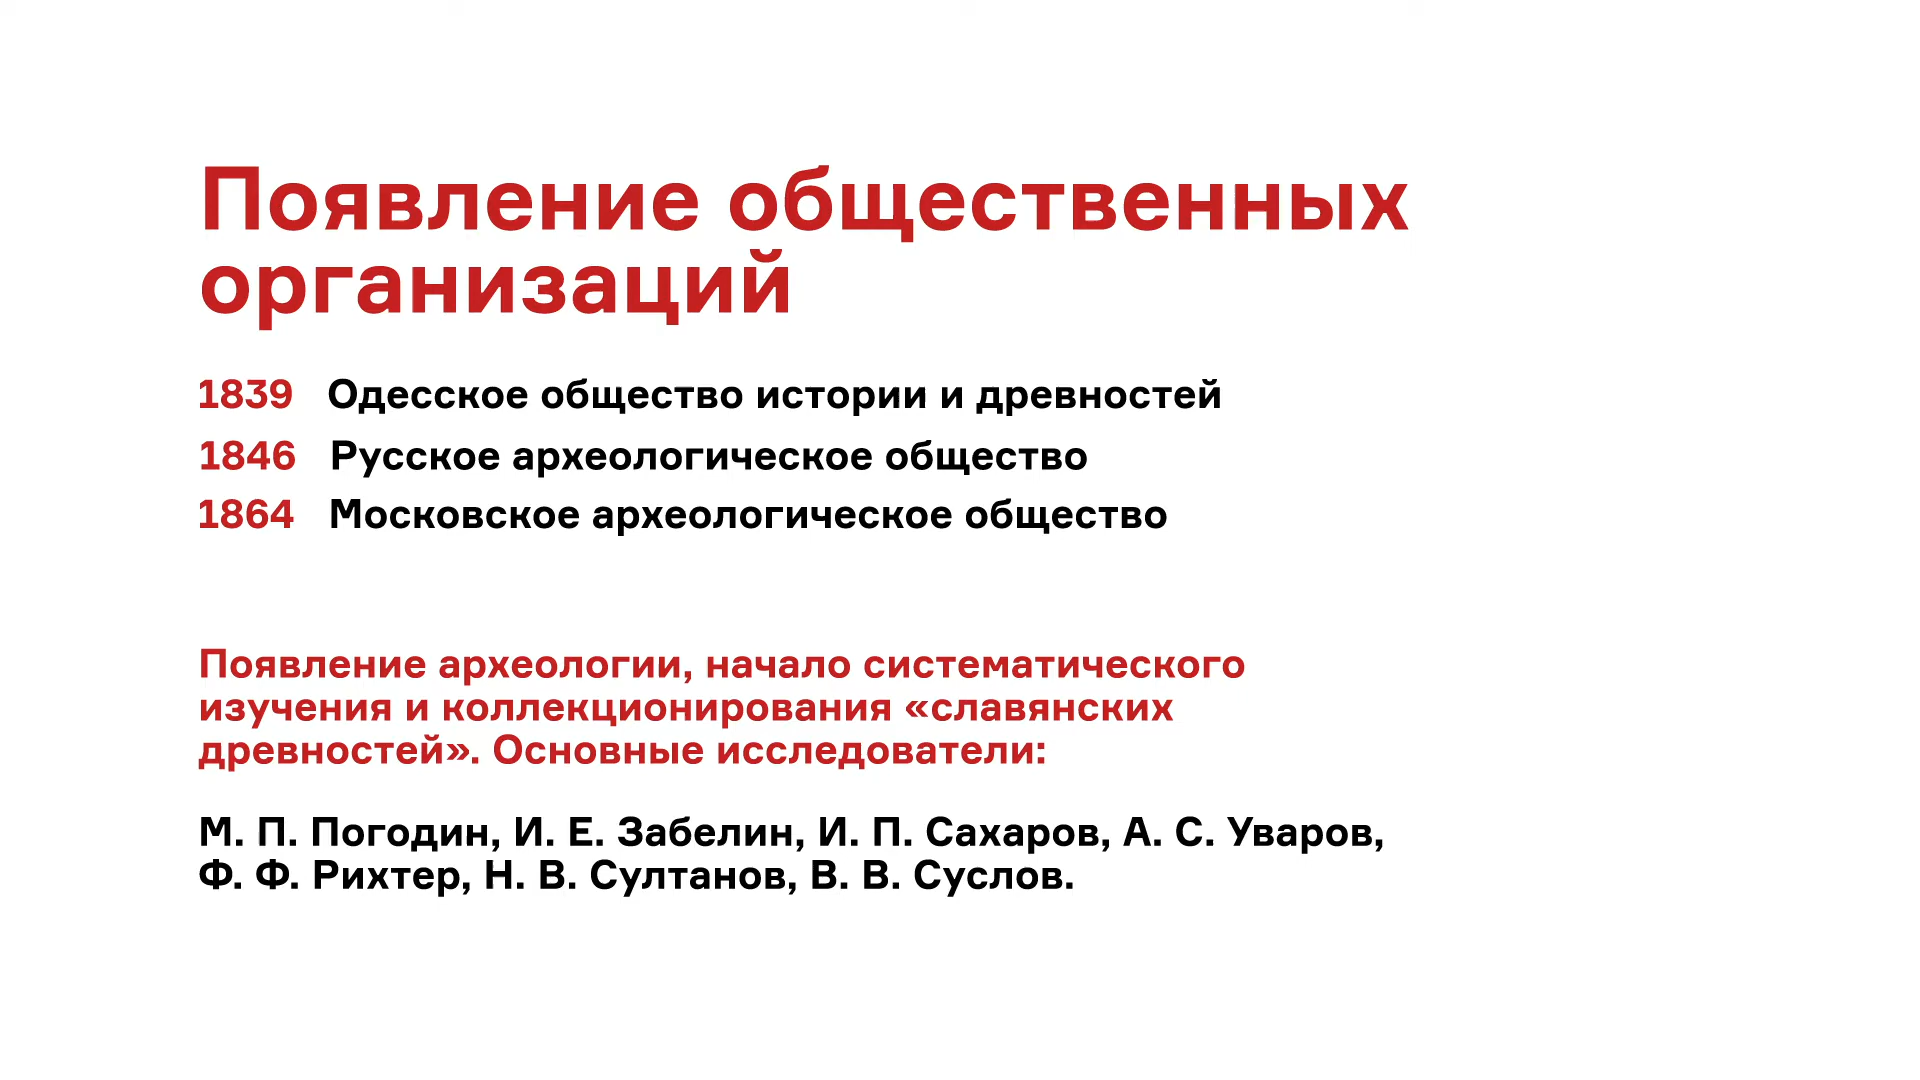 Появление общественных
организаций
1839 Одесское общество истории и древностей
1846 Русское археологическое общество
1864 Московское археологическое общество
Появление археологии, начало систематического
изучения и коллекционирования «славянских
древностей». Основные исследователи:
М. П. Погодин, И. Е. Забелин, И. П. Сахаров, А. С. Уваров,
Ф. Ф. Рихтер, Н. В. Султанов, В. В. Суслов.